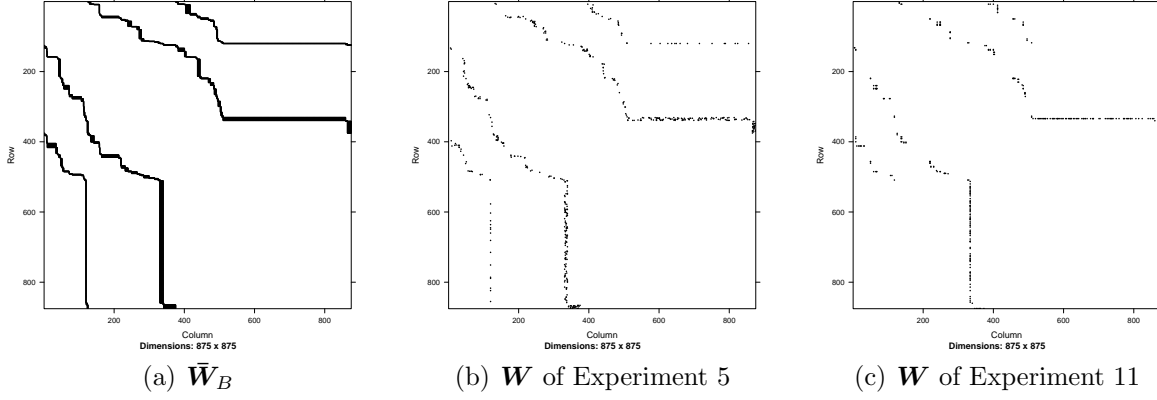 200
400
600
800
Row
200 400 600 800
Column
Dimensions: 875 x 875
(a) W̄_B
200
400
600
800
Row
200 400 600 800
Column
Dimensions: 875 x 875
(b) W of Experiment 5
200
400
600
800
Row
200 400 600 800
Column
Dimensions: 875 x 875
(c) W of Experiment 11